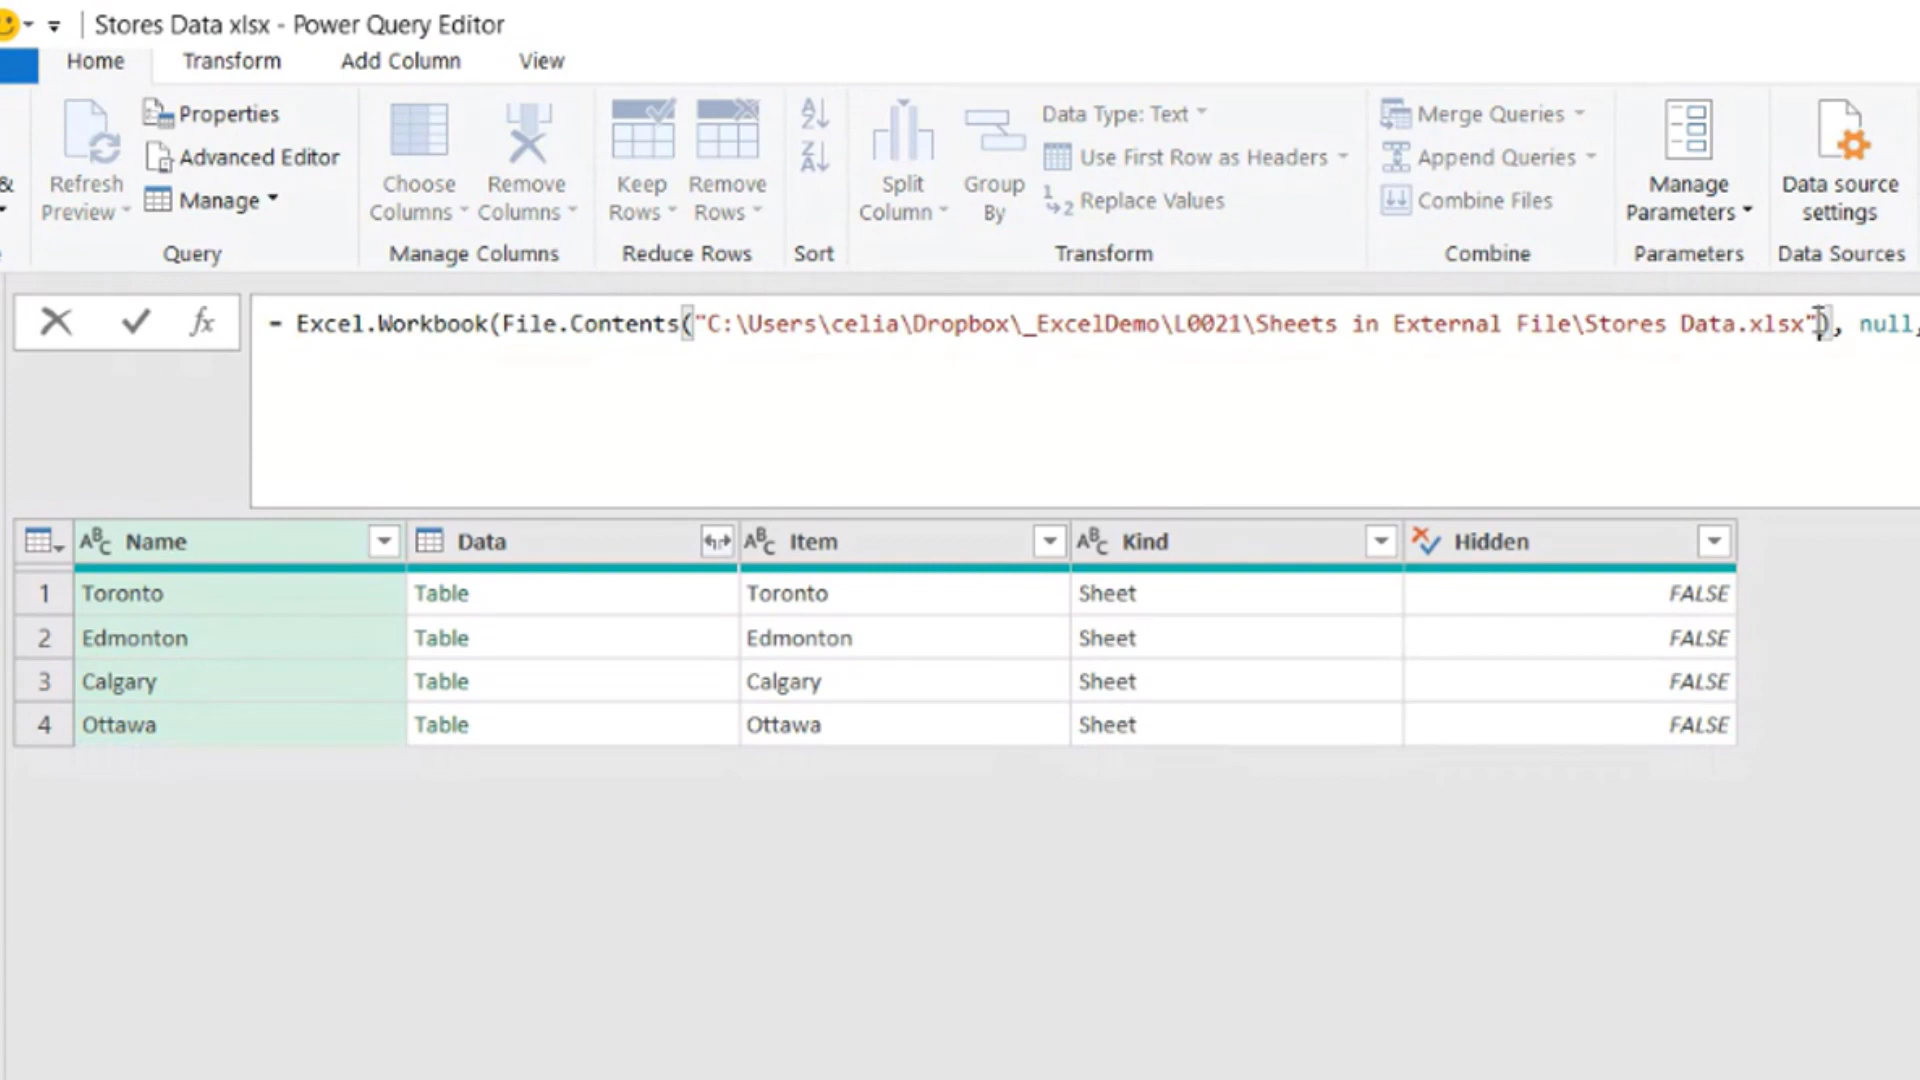 Stores Data xlsx - Power Query Editor
Home Transform Add Column View
&
Refresh Preview
Properties
Advanced Editor
Manage
Query
Choose Columns
Remove Columns
Manage Columns
Keep Rows
Remove Rows
Reduce Rows
Sort
Split Column
Group By
Data Type: Text
Use First Row as Headers
Replace Values
Transform
Merge Queries
Append Queries
Combine Files
Combine
Manage Parameters
Parameters
Data source settings
Data Sources
fx
= Excel.Workbook(File.Contents("C:\Users\celia\Dropbox\_ExcelDemo\L0021\Sheets in External File\Stores Data.xlsx"), null,
Name Data Item Kind Hidden
1 Toronto Table Toronto Sheet FALSE
2 Edmonton Table Edmonton Sheet FALSE
3 Calgary Table Calgary Sheet FALSE
4 Ottawa Table Ottawa Sheet FALSE